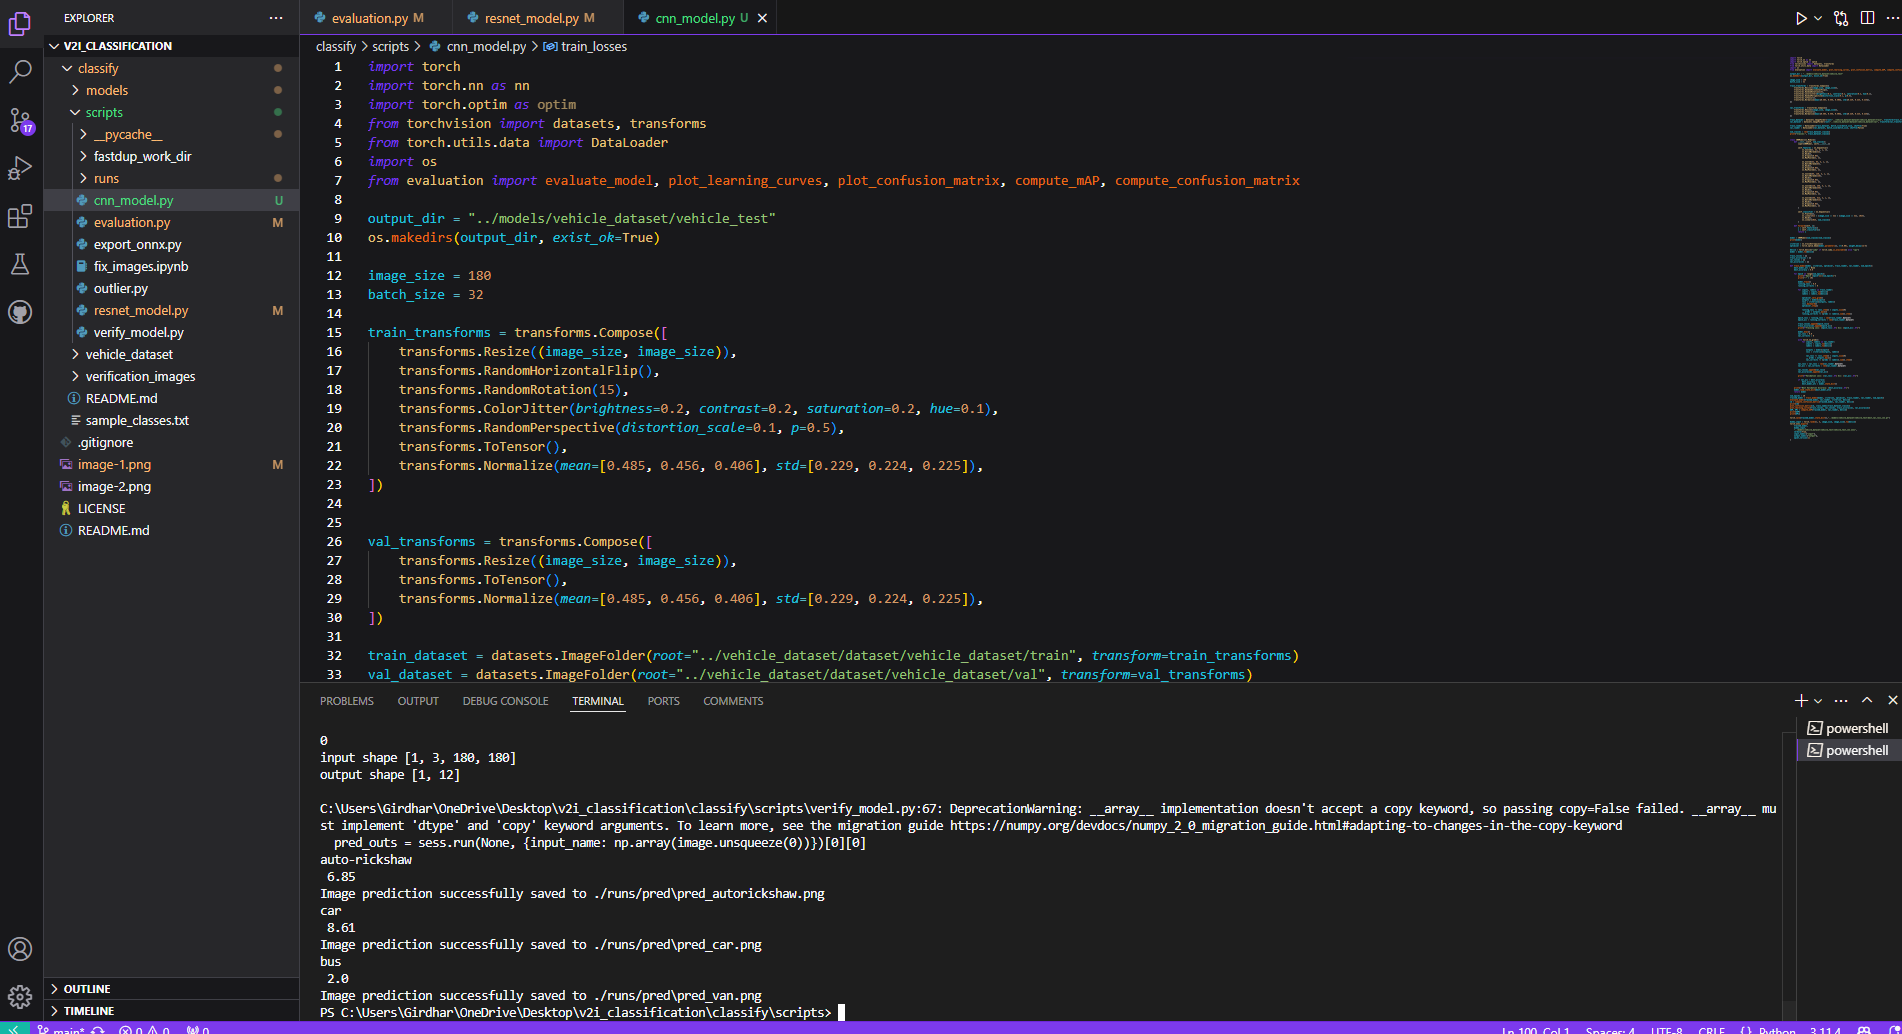 EXPLORER
evaluation.py M
resnet_model.py M
cnn_model.py U
V2I_CLASSIFICATION
classify
models
scripts
__pycache__
fastdup_work_dir
runs
cnn_model.py U
evaluation.py M
export_onnx.py
fix_images.ipynb
outlier.py
resnet_model.py M
verify_model.py
vehicle_dataset
verification_images
README.md
sample_classes.txt
.gitignore
image-1.png M
image-2.png
LICENSE
README.md
OUTLINE
TIMELINE
17
classify > scripts > cnn_model.py > train_losses
1 import torch
2 import torch.nn as nn
3 import torch.optim as optim
4 from torchvision import datasets, transforms
5 from torch.utils.data import DataLoader
6 import os
7 from evaluation import evaluate_model, plot_learning_curves, plot_confusion_matrix, compute_mAP, compute_confusion_matrix
8
9 output_dir = "../models/vehicle_dataset/vehicle_test"
10 os.makedirs(output_dir, exist_ok=True)
11
12 image_size = 180
13 batch_size = 32
14
15 train_transforms = transforms.Compose([
16 transforms.Resize((image_size, image_size)),
17 transforms.RandomHorizontalFlip(),
18 transforms.RandomRotation(15),
19 transforms.ColorJitter(brightness=0.2, contrast=0.2, saturation=0.2, hue=0.1),
20 transforms.RandomPerspective(distortion_scale=0.1, p=0.5),
21 transforms.ToTensor(),
22 transforms.Normalize(mean=[0.485, 0.456, 0.406], std=[0.229, 0.224, 0.225]),
23 ])
24
25
26 val_transforms = transforms.Compose([
27 transforms.Resize((image_size, image_size)),
28 transforms.ToTensor(),
29 transforms.Normalize(mean=[0.485, 0.456, 0.406], std=[0.229, 0.224, 0.225]),
30 ])
31
32 train_dataset = datasets.ImageFolder(root="../vehicle_dataset/dataset/vehicle_dataset/train", transform=train_transforms)
33 val_dataset = datasets.ImageFolder(root="../vehicle_dataset/dataset/vehicle_dataset/val", transform=val_transforms)
PROBLEMS OUTPUT DEBUG CONSOLE TERMINAL PORTS COMMENTS
powershell
powershell
0
input shape [1, 3, 180, 180]
output shape [1, 12]
C:\Users\Girdhar\OneDrive\Desktop\v2i_classification\classify\scripts\verify_model.py:67: DeprecationWarning: __array__ implementation doesn't accept a copy keyword, so passing copy=False failed. __array__ mu
st implement 'dtype' and 'copy' keyword arguments. To learn more, see the migration guide https://numpy.org/devdocs/numpy_2_0_migration_guide.html#adapting-to-changes-in-the-copy-keyword
pred_outs = sess.run(None, {input_name: np.array(image.unsqueeze(0))})[0][0]
auto-rickshaw
6.85
Image prediction successfully saved to ./runs/pred\pred_autorickshaw.png
car
8.61
Image prediction successfully saved to ./runs/pred\pred_car.png
bus
2.0
Image prediction successfully saved to ./runs/pred\pred_van.png
PS C:\Users\Girdhar\OneDrive\Desktop\v2i_classification\classify\scripts>
main* 0 0 0 Ln 100, Col 1 Spaces: 4 UTF-8 CRLF {} Python 3.11.4